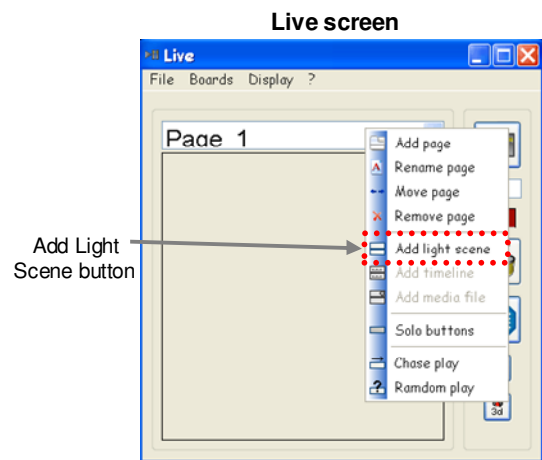 Live screen
Live
File Boards Display ?
Page 1
Add page
Rename page
Move page
Remove page
Add light scene
Add timeline
Add media file
Solo buttons
Chase play
Ramdom play
3d
Add Light
Scene button